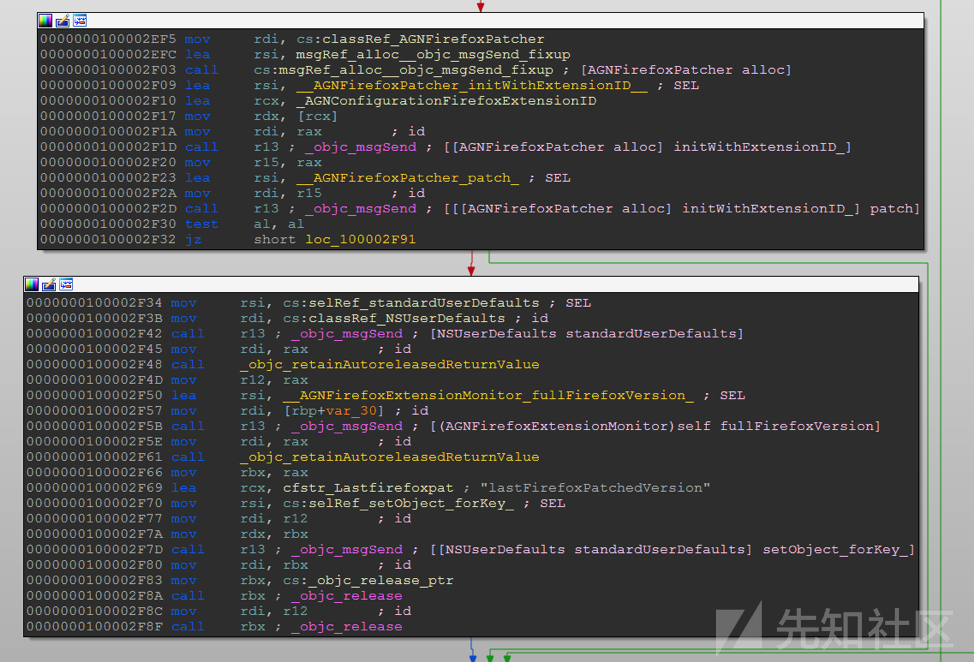 0000000100002EF5 mov rdi, cs:classRef_AGNFirefoxPatcher
0000000100002EFC lea rsi, msgRef_alloc__objc_msgSend_fixup
0000000100002F03 call cs:msgRef_alloc__objc_msgSend_fixup ; [AGNFirefoxPatcher alloc]
0000000100002F09 lea rsi, __AGNFirefoxPatcher_initWithExtensionID__ ; SEL
0000000100002F10 lea rcx, _AGNConfigurationFirefoxExtensionID
0000000100002F17 mov rdx, [rcx]
0000000100002F1A mov rdi, rax ; id
0000000100002F1D call r13 ; _objc_msgSend ; [[AGNFirefoxPatcher alloc] initWithExtensionID_]
0000000100002F20 mov r15, rax
0000000100002F23 lea rsi, __AGNFirefoxPatcher_patch_ ; SEL
0000000100002F2A mov rdi, r15 ; id
0000000100002F2D call r13 ; _objc_msgSend ; [[[AGNFirefoxPatcher alloc] initWithExtensionID_] patch]
0000000100002F30 test al, al
0000000100002F32 jz short loc_100002F91
0000000100002F34 mov rsi, cs:selRef_standardUserDefaults ; SEL
0000000100002F3B mov rdi, cs:classRef_NSUserDefaults ; id
0000000100002F42 call r13 ; _objc_msgSend ; [NSUserDefaults standardUserDefaults]
0000000100002F45 mov rdi, rax ; id
0000000100002F48 call _objc_retainAutoreleasedReturnValue
0000000100002F4D mov r12, rax
0000000100002F50 lea rsi, __AGNFirefoxExtensionMonitor_fullFirefoxVersion_ ; SEL
0000000100002F57 mov rdi, [rbp+var_30] ; id
0000000100002F5B call r13 ; _objc_msgSend ; [(AGNFirefoxExtensionMonitor)self fullFirefoxVersion]
0000000100002F5E mov rdi, rax ; id
0000000100002F61 call _objc_retainAutoreleasedReturnValue
0000000100002F66 mov rbx, rax
0000000100002F69 lea rcx, cfstr_Lastfirefoxpat ; "lastFirefoxPatchedVersion"
0000000100002F70 mov rsi, cs:selRef_setObject_forKey_ ; SEL
0000000100002F77 mov rdi, r12 ; id
0000000100002F7A mov rdx, rbx
0000000100002F7D call r13 ; _objc_msgSend ; [[NSUserDefaults standardUserDefaults] setObject_forKey_]
0000000100002F80 mov rdi, rbx ; id
0000000100002F83 mov rbx, cs:_objc_release_ptr
0000000100002F8A call rbx ; _objc_release
0000000100002F8C mov rdi, r12 ; id
0000000100002F8F call rbx ; _objc_release
先知社区